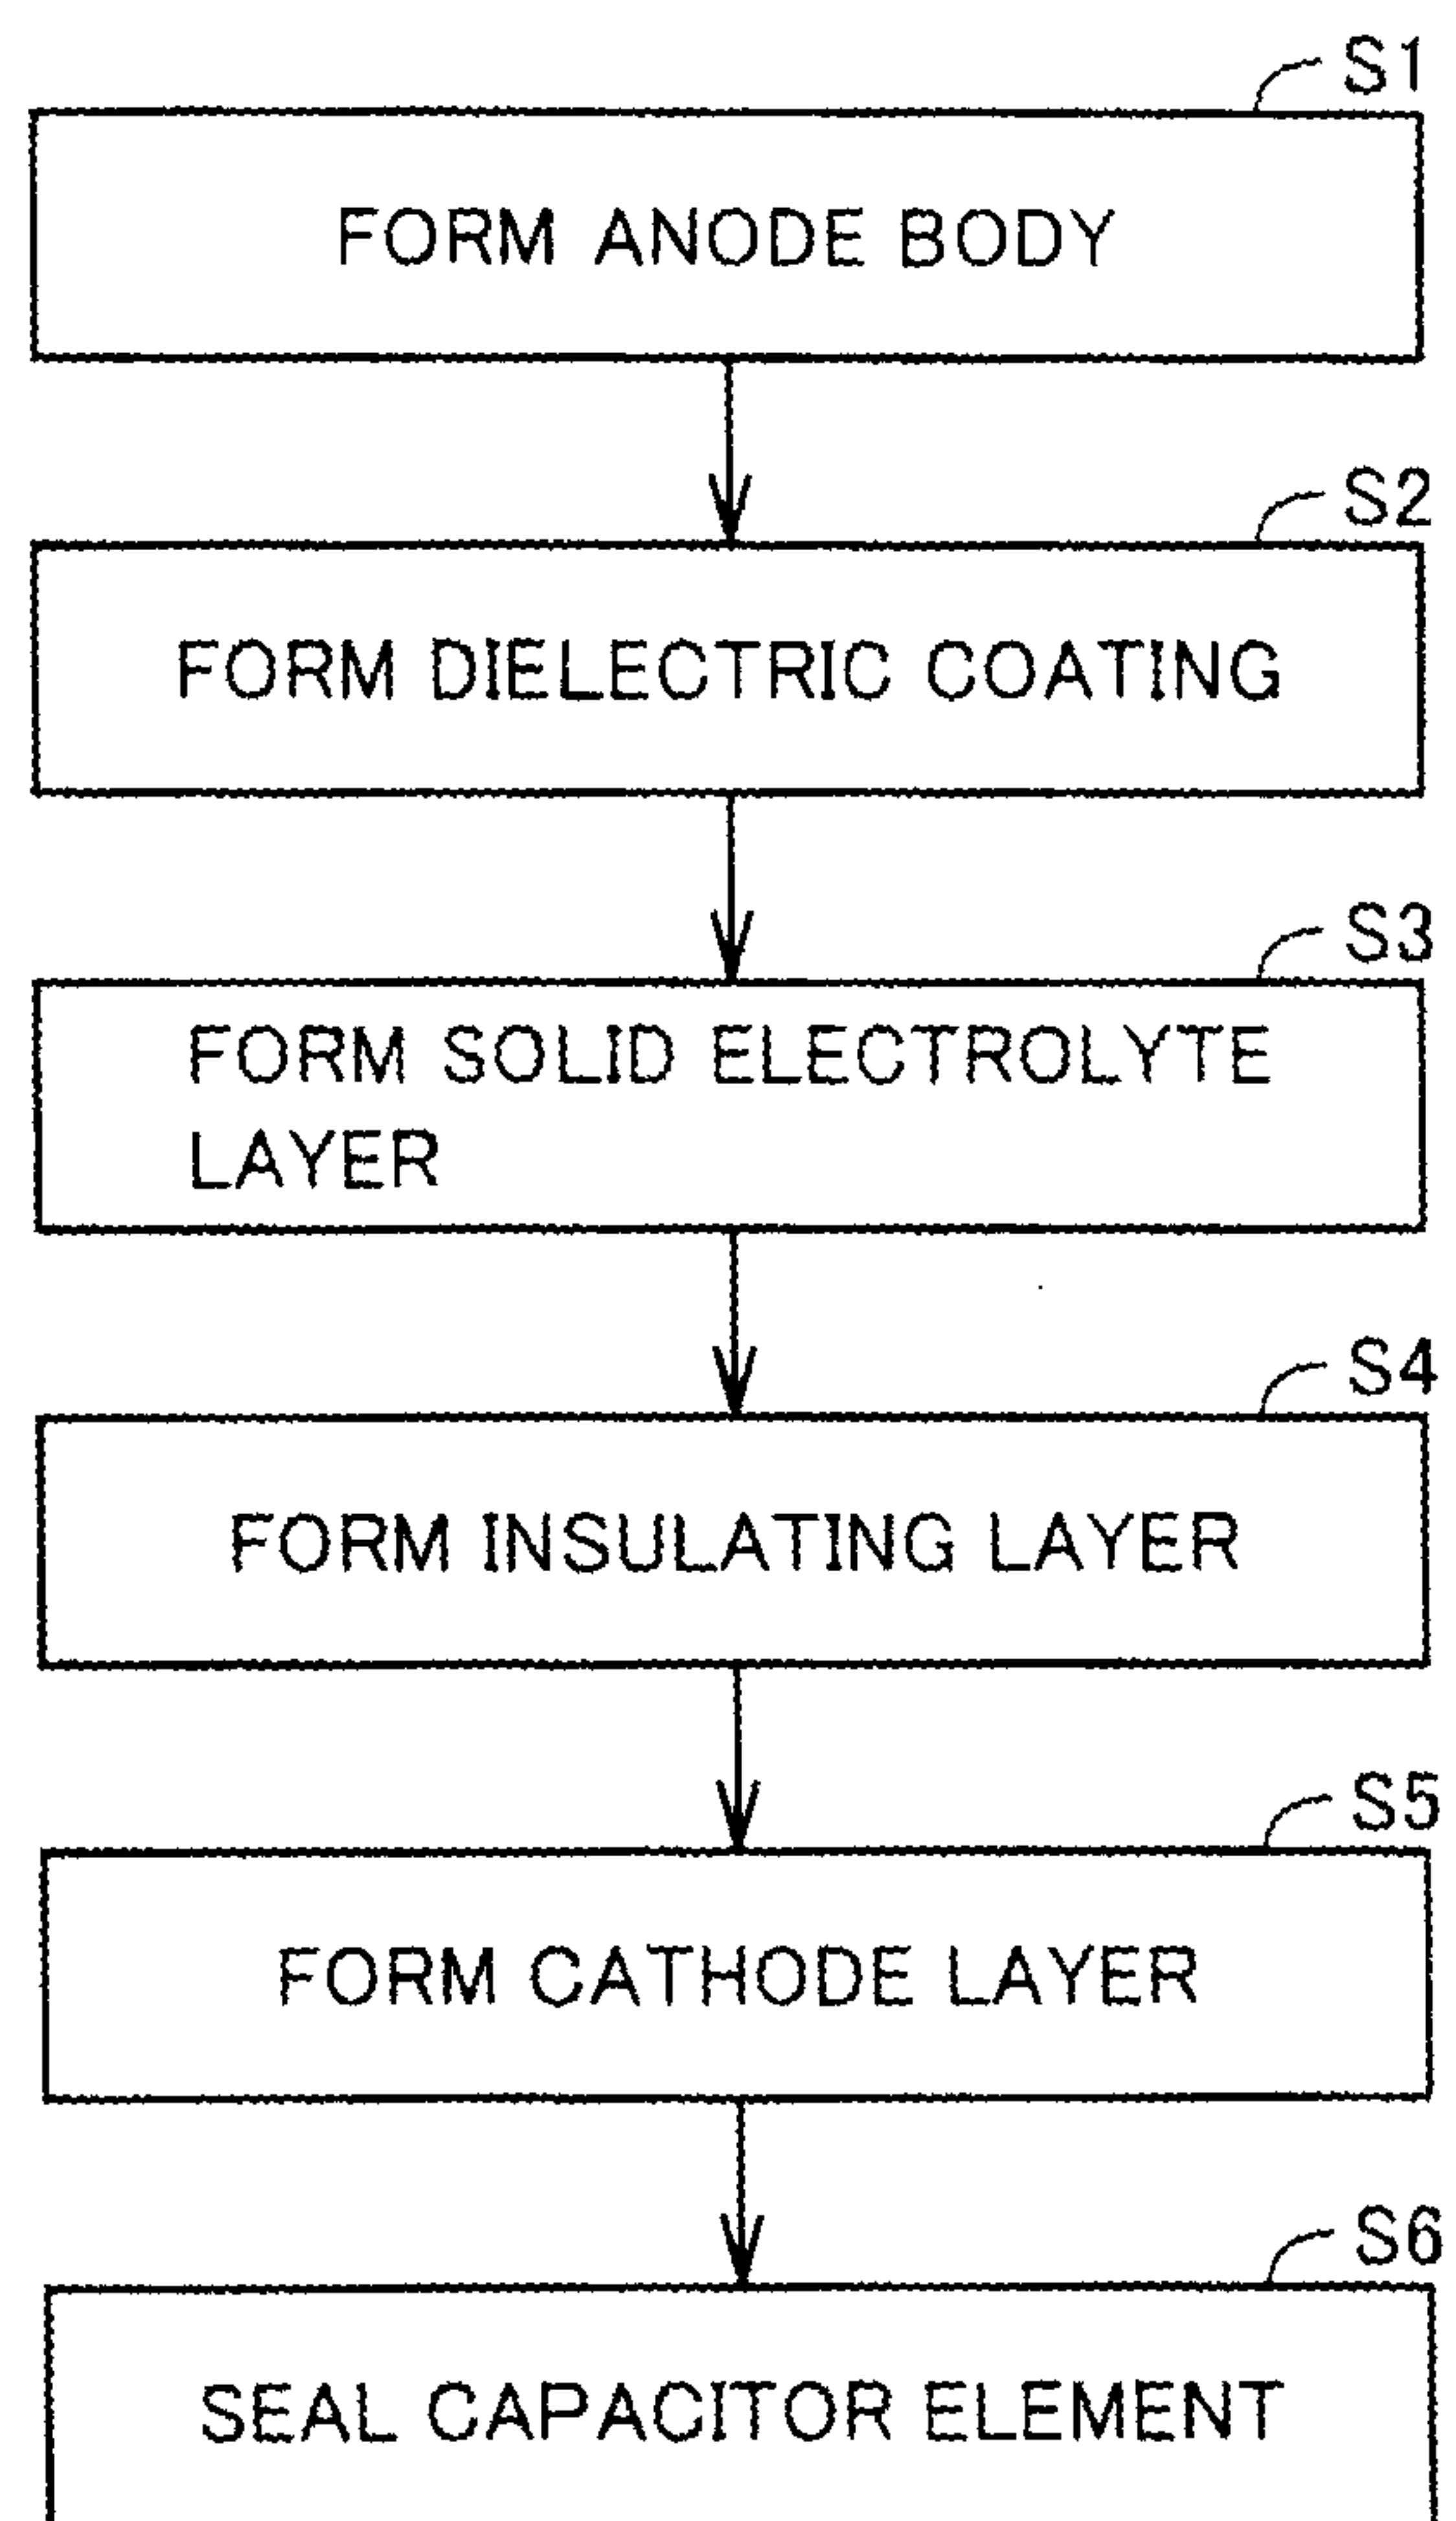 S1
FORM ANODE BODY
S2
FORM DIELECTRIC COATING
S3
FORM SOLID ELECTROLYTE
LAYER
S4
FORM INSULATING LAYER
S5
FORM CATHODE LAYER
S6
SEAL CAPACITOR ELEMENT